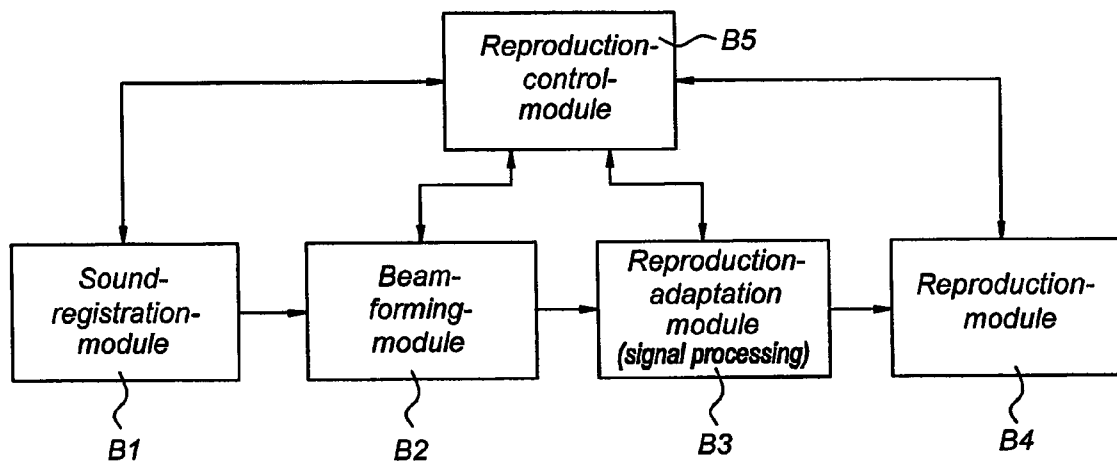 Reproduction-
control-
module
B5
Sound-
registration-
module
Beam-
forming-
module
Reproduction-
adaptation
module
(signal processing)
Reproduction-
module
B1
B2
B3
B4